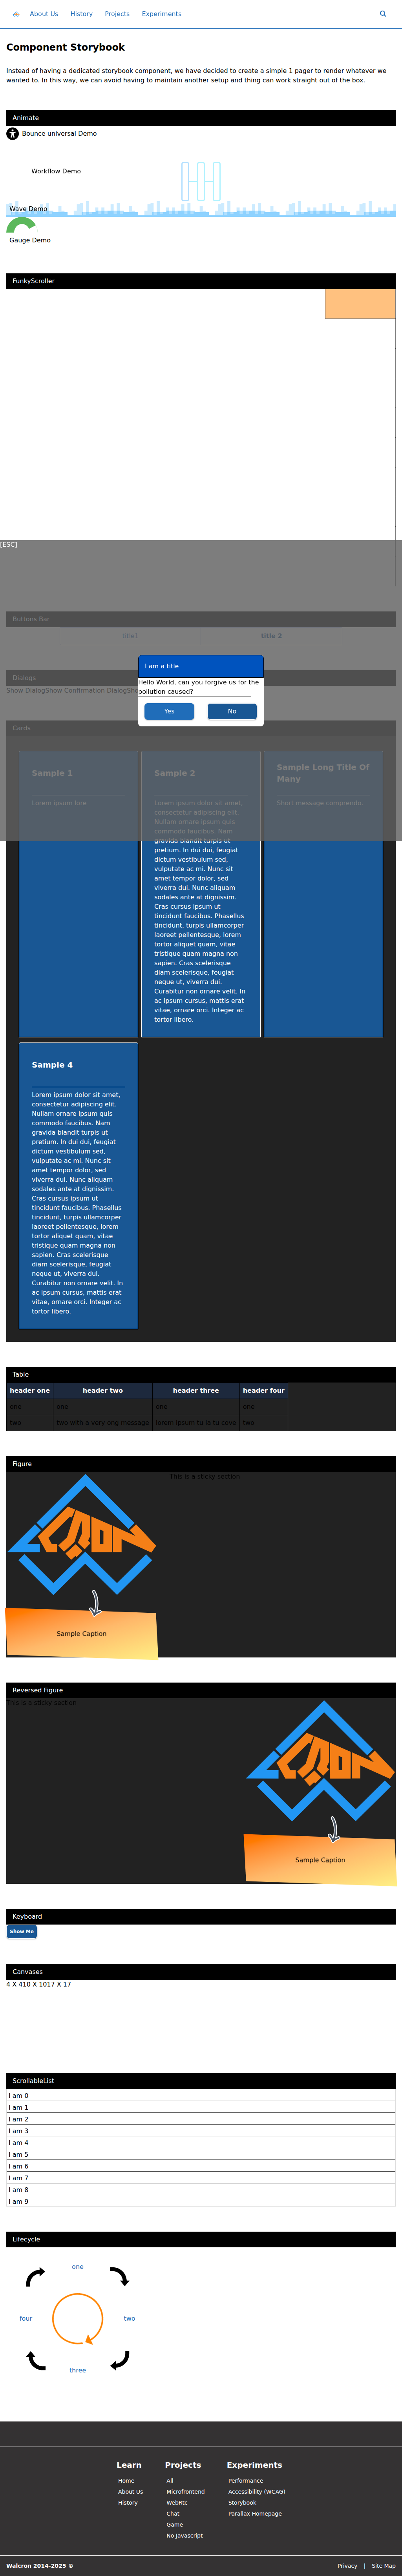 About Us History Projects Experiments
Component Storybook
Instead of having a dedicated storybook component, we have decided to create a simple 1 pager to render whatever we
wanted to. In this way, we can avoid having to maintain another setup and thing can work straight out of the box.
Animate
Bounce universal Demo
Workflow Demo
Wave Demo
Gauge Demo
FunkyScroller
[ESC]
Buttons Bar
title1 title 2
I am a title
Hello World, can you forgive us for the
pollution caused?
Yes No
Dialogs
Show DialogShow Confirmation Dialog
Cards
Sample 1
Lorem ipsum bre
Sample 2
Lorem ipsum dolor sit amet,
consectetur adipiscing elit.
Nullam ornare ipsum quis
commodo faucibus. Nam
gravida blandit turpis ut
pretium. In dui dui, feugiat
dictum vestibulum sed,
vulputate ac mi. Nunc sit
amet tempor dolor, sed
viverra dui. Nunc aliquam
sodales ante at dignissim.
Cras cursus ipsum ut
tincidunt faucibus. Phasellus
tincidunt, turpis ullamcorper
laoreet pellentesque, lorem
tortor aliquet quam, vitae
tristique quam magna non
sapien. Cras scelerisque
diam scelerisque, feugiat
neque ut, viverra dui.
Curabitur non ornare velit. In
ac ipsum cursus, mattis erat
vitae, ornare orci. Integer ac
tortor libero.
Sample Long Title Of
Many
Short message comprendo.
Sample 4
Lorem ipsum dolor sit amet,
consectetur adipiscing elit.
Nullam ornare ipsum quis
commodo faucibus. Nam
gravida blandit turpis ut
pretium. In dui dui, feugiat
dictum vestibulum sed,
vulputate ac mi. Nunc sit
amet tempor dolor, sed
viverra dui. Nunc aliquam
sodales ante at dignissim.
Cras cursus ipsum ut
tincidunt faucibus. Phasellus
tincidunt, turpis ullamcorper
laoreet pellentesque, lorem
tortor aliquet quam, vitae
tristique quam magna non
sapien. Cras scelerisque
diam scelerisque, feugiat
neque ut, viverra dui.
Curabitur non ornare velit. In
ac ipsum cursus, mattis erat
vitae, ornare orci. Integer ac
tortor libero.
Table
header one header two header three header four
one one one one
two two with a very ong message lorem ipsum tu la tu cowe two
Figure
This is a sticky section
Sample Caption
Reversed Figure
This is a sticky section
Sample Caption
Keyboard
Show Me
Canvases
4 X 410 X 1017 X 17
ScrollableList
I am 0
I am 1
I am 2
I am 3
I am 4
I am 5
I am 6
I am 7
I am 8
I am 9
Lifecycle
one
four two
three
Learn Projects Experiments
Home All Performance
About Us Microfrontend Accessibility (WCAG)
History WebRtc Storybook
Chat Parallax Homepage
Game
No Javascript
Walcron 2014-2025 © Privacy | Site Map